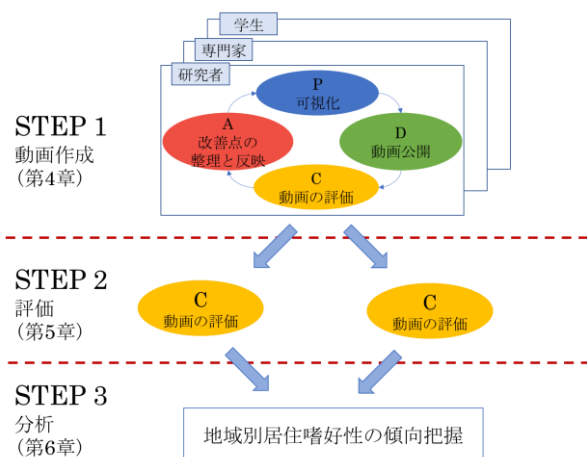 学生
専門家
研究者
P
可視化
A
改善点の
整理と反映
D
動画公開
C
動画の評価
STEP 1
動画作成
(第4章)
STEP 2
評価
(第5章)
C
動画の評価
C
動画の評価
STEP 3
分析
(第6章)
地域別居住嗜好性の傾向把握